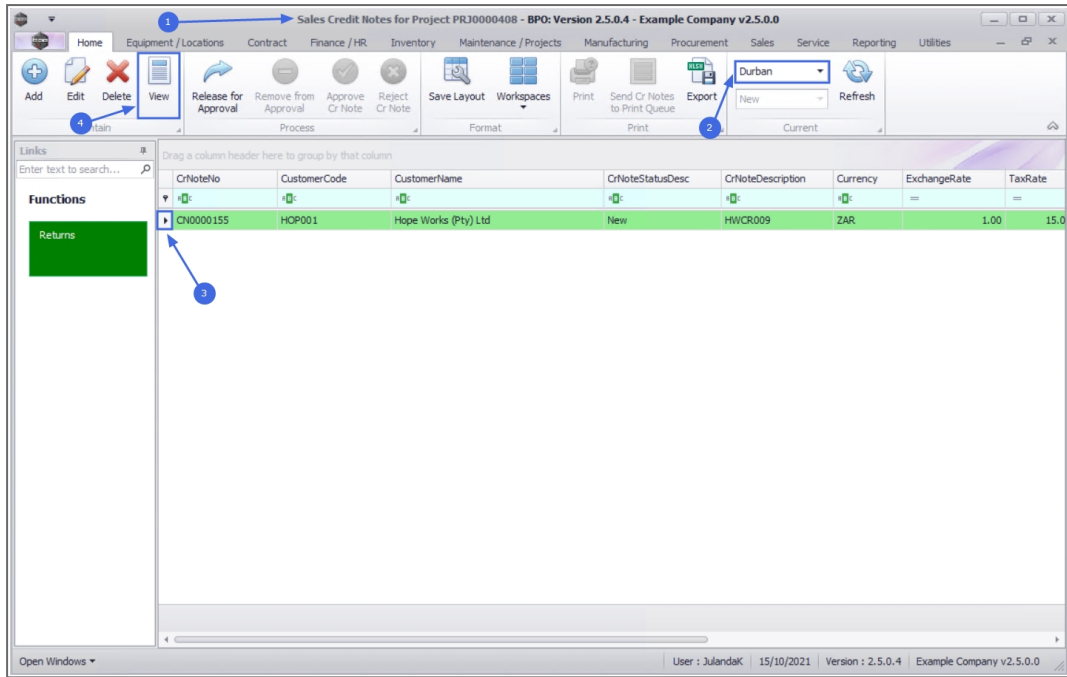 1
Sales Credit Notes for Project PRJ0000408 - BPO: Version 2.5.0.4 - Example Company v2.5.0.0
Home Equipment / Locations Contract Finance / HR Inventory Maintenance / Projects Manufacturing Procurement Sales Service Reporting Utilities
Add Edit Delete View Release for Approval Remove from Approval Approve Cr Note Reject Cr Note Save Layout Workspaces Print Send Cr Notes to Print Queue Export Durban New Refresh
4 Process Format Print 2 Current
Links
Enter text to search...
Drag a column header here to group by that column
Functions
CrNoteNo CustomerCode CustomerName CrNoteStatusDesc CrNoteDescription Currency ExchangeRate TaxRate
CN0000155 HOP001 Hope Works (Pty) Ltd New HWCR009 ZAR 1.00 15.0
Returns
3
Open Windows User : JulandaK 15/10/2021 Version : 2.5.0.4 Example Company v2.5.0.0